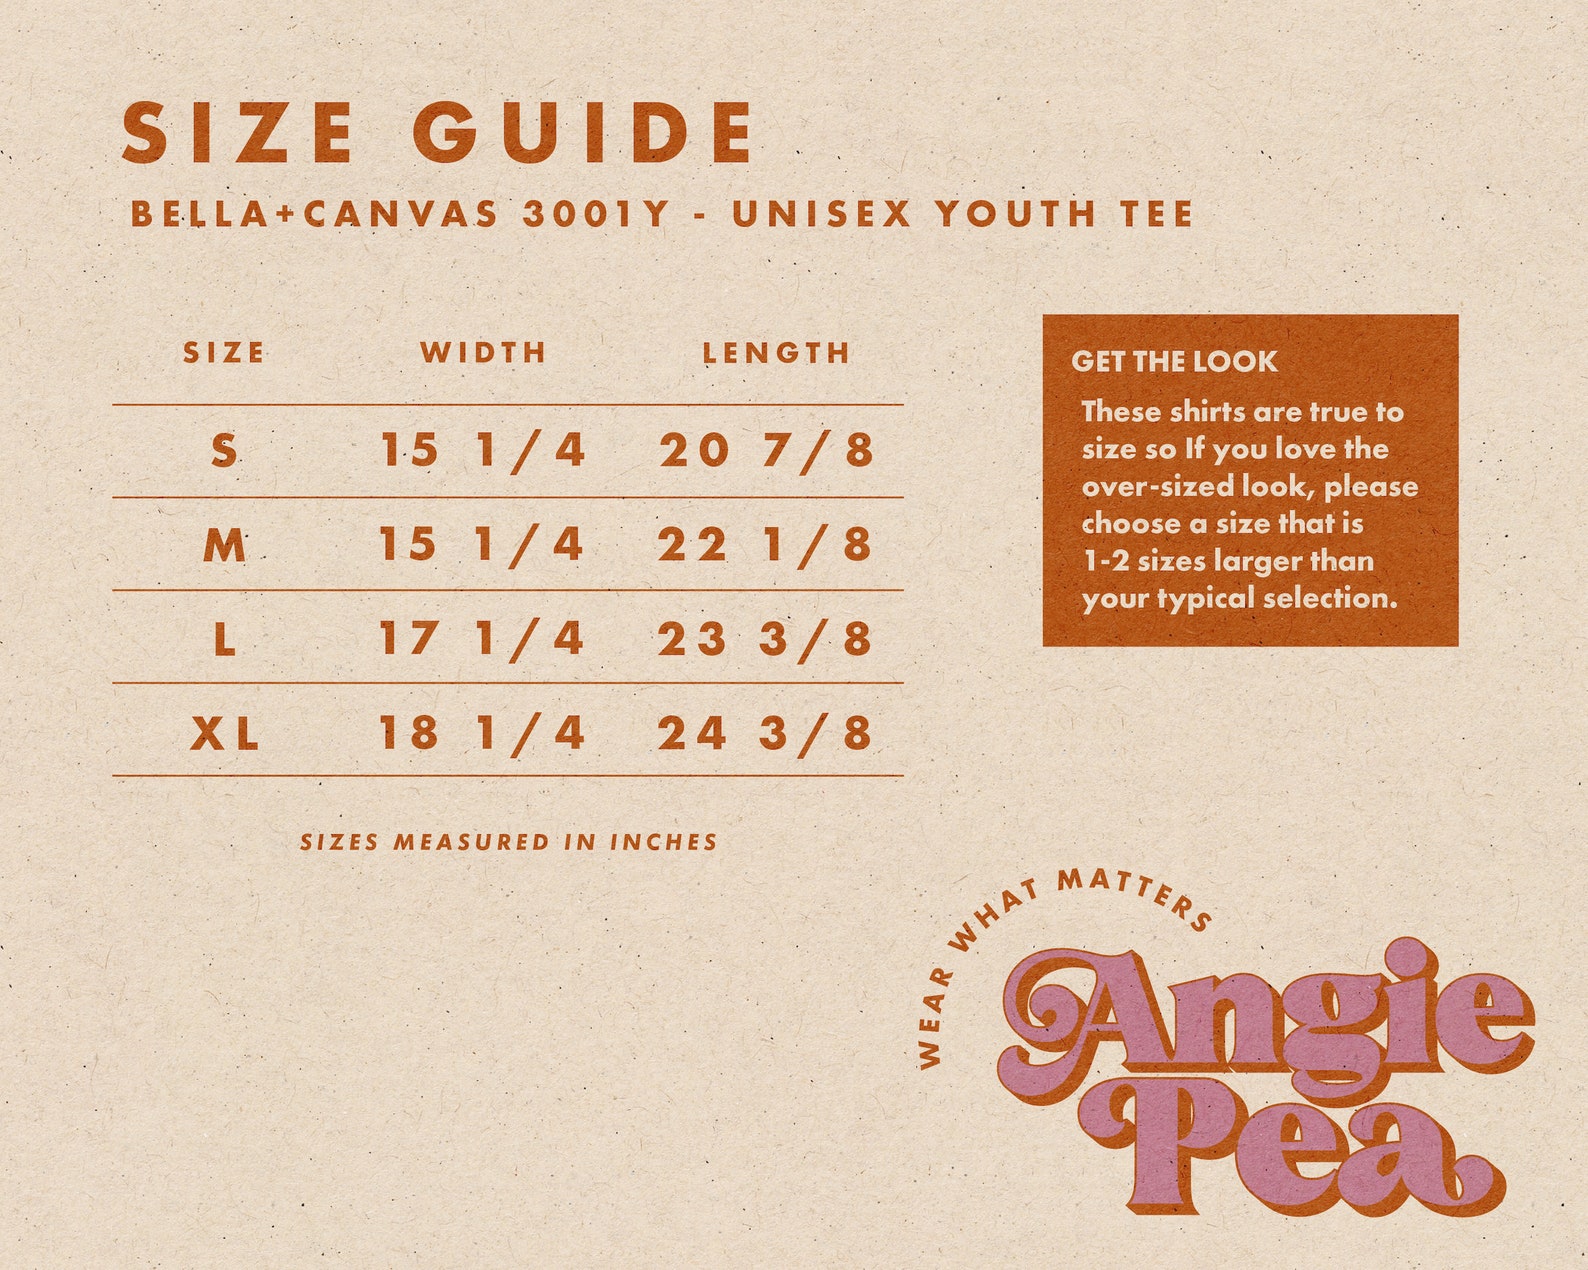 SIZE GUIDE
BELLA+CANVAS 3001Y - UNISEX YOUTH TEE
SIZE WIDTH LENGTH
S 15 1/4 20 7/8
M 15 1/4 22 1/8
L 17 1/4 23 3/8
XL 18 1/4 24 3/8
SIZES MEASURED IN INCHES
GET THE LOOK
These shirts are true to
size so If you love the
over-sized look, please
choose a size that is
1-2 sizes larger than
your typical selection.
WEAR WHAT MATTERS
Angie
Pea